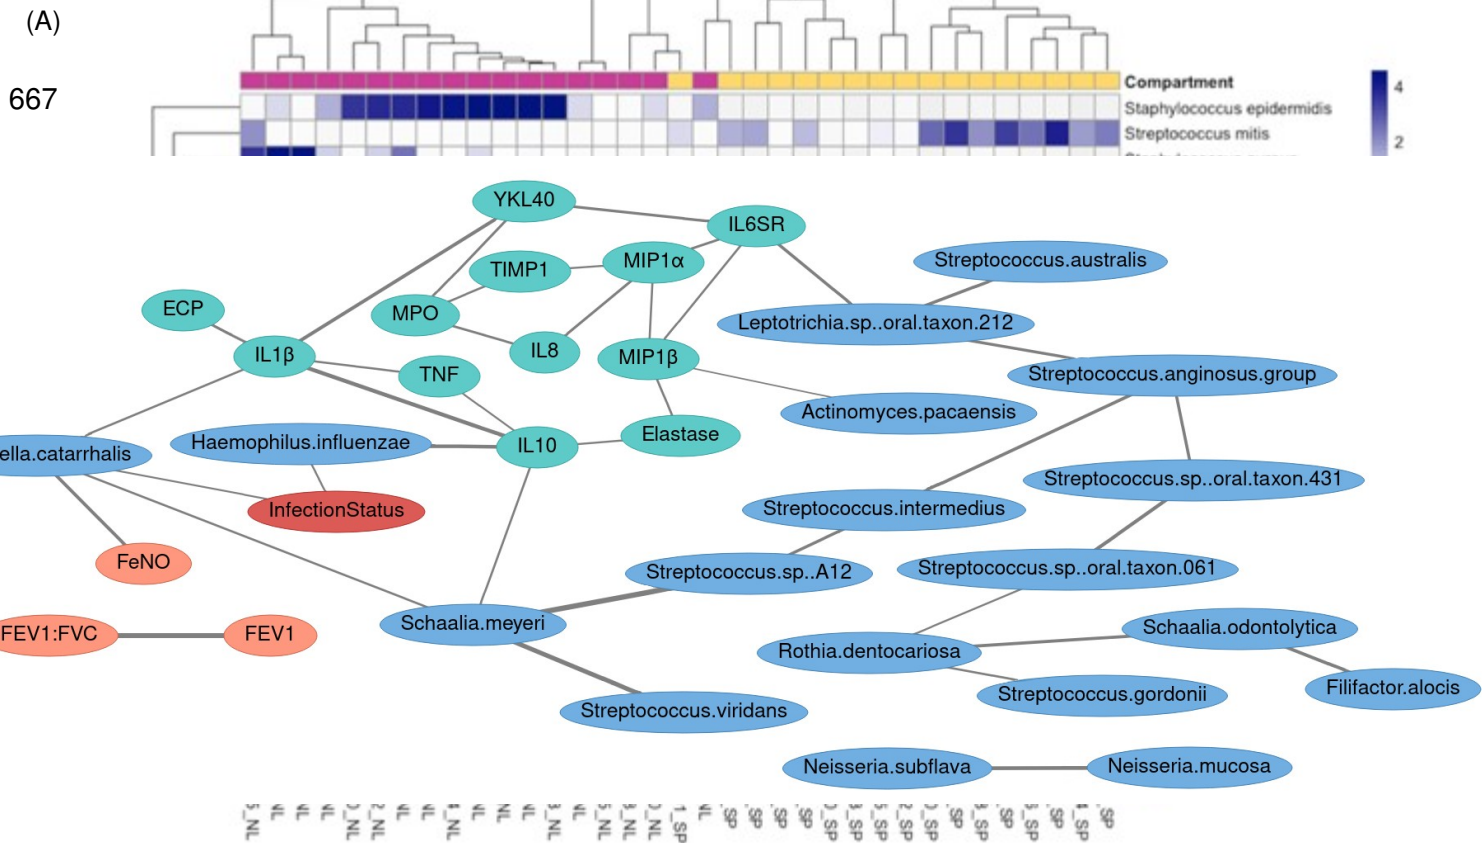 (A)
667
Compartment
4
Staphylococcus epidermidis
Streptococcus mitis
2
YKL40
IL6SR
MIP1α
TIMP1
Streptococcus.australis
ECP
MPO
Leptotrichia.sp..oral.taxon.212
IL1β
IL8
MIP1β
TNF
Streptococcus.anginosus.group
Actinomyces.pacaensis
Haemophilus.influenzae
IL10
Elastase
ella.catarrhalis
InfectionStatus
Streptococcus.sp..oral.taxon.431
Streptococcus.intermedius
FeNO
Streptococcus.sp..A12
Streptococcus.sp..oral.taxon.061
FEV1:FVC
FEV1
Schaalia.meyeri
Schaalia.odontolytica
Rothia.dentocariosa
Streptococcus.gordonii
Filifactor.alocis
Streptococcus.viridans
Neisseria.subflava
Neisseria.mucosa